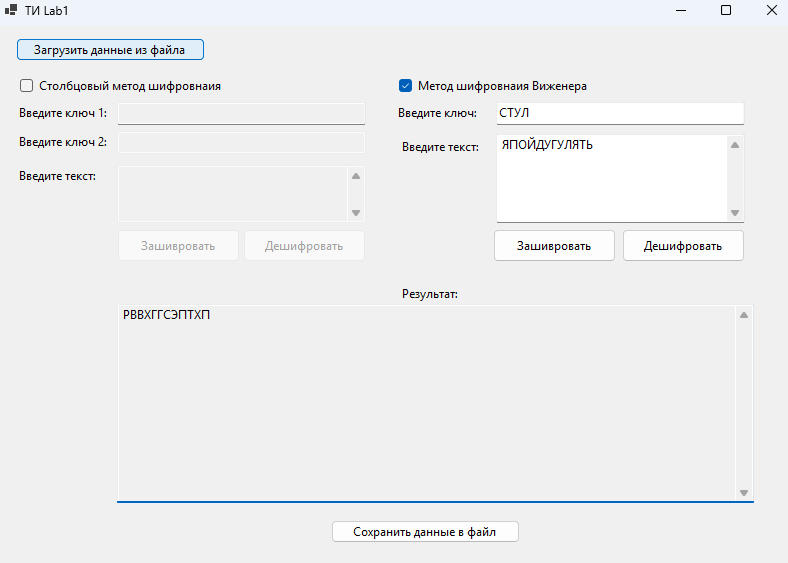 ТИ Lab1
Загрузить данные из файла
Столбцовый метод шифровнаия
Метод шифровнаия Виженера
Введите ключ 1:
Введите ключ: СТУЛ
Введите ключ 2:
Введите текст: ЯПОЙДУГУЛЯТЬ
Введите текст:
Зашивровать Дешифровать
Зашивровать Дешифровать
Результат:
РВВХГГСЭПТХП
Сохранить данные в файл